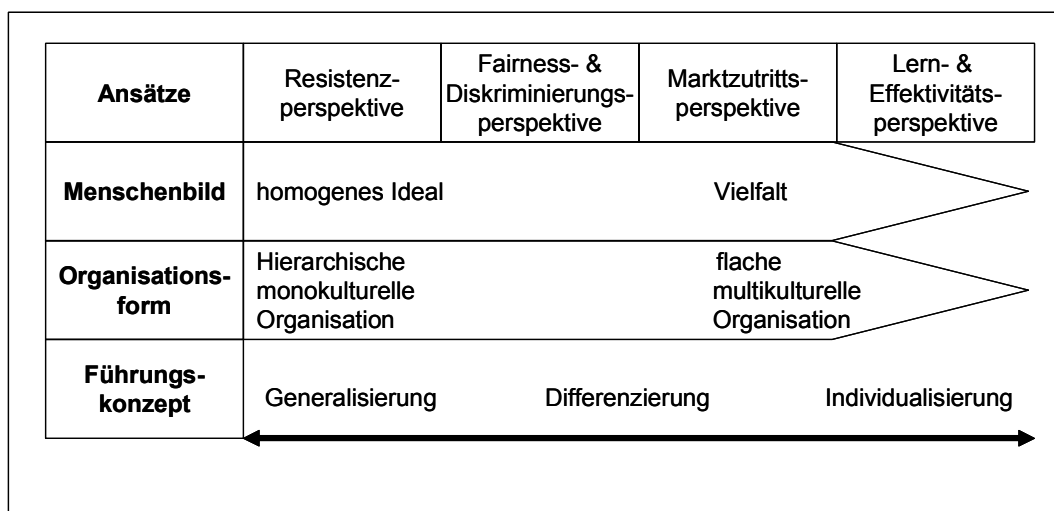 Ansätze
Resistenz-
perspektive
Fairness- &
Diskriminierungs-
perspektive
Marktzutritts-
perspektive
Lern- &
Effektivitäts-
perspektive
Menschenbild
homogenes Ideal
Vielfalt
Organisations-
form
Hierarchische
monokulturelle
Organisation
flache
multikulturelle
Organisation
Führungs-
konzept
Generalisierung
Differenzierung
Individualisierung